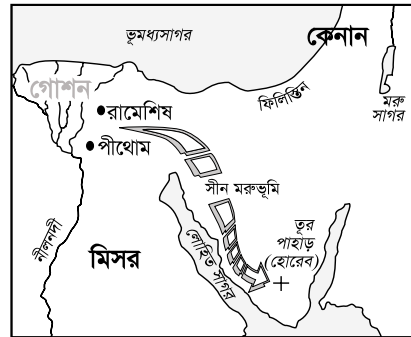 ভূমধ্যসাগর
কেনান
গোশন
রামেশিষ
ফিলিস্তিন
মরু
সাগর
পীথোম
সীন মরুভূমি
নীলনদী
মিসর
লোহিত সাগর
তূর
পাহাড়
(হোরেব)